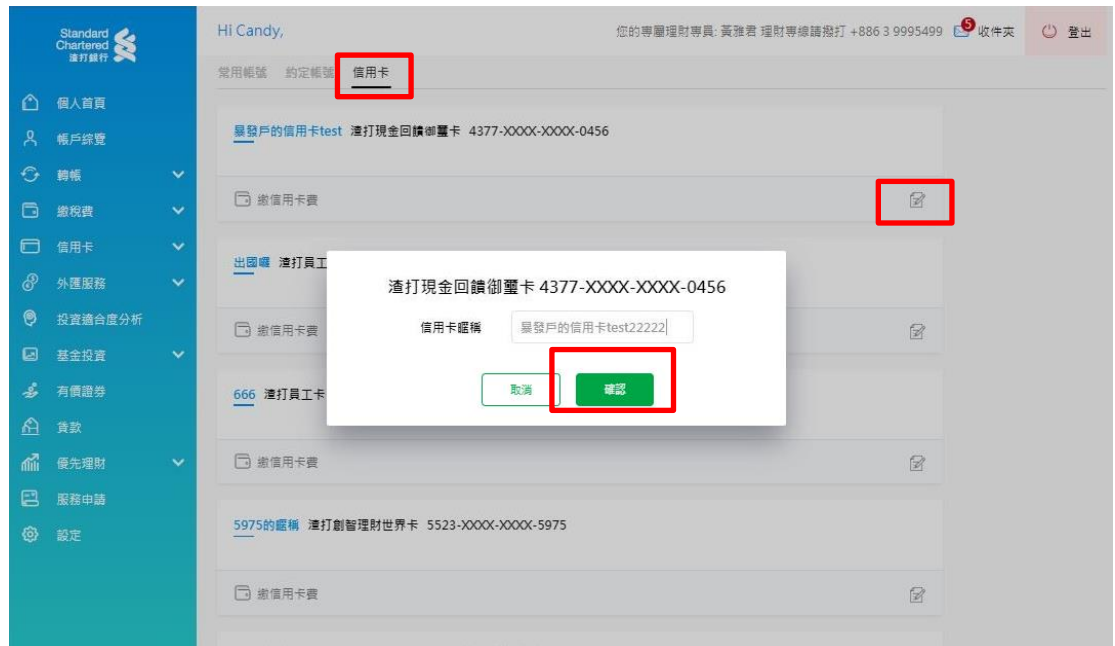 Standard
Chartered
渣打銀行
Hi Candy,
您的專屬理財專員: 黃雅君 理財專線請撥打 +886 3 9995499
5
收件夾
登出
常用帳號 約定帳號 信用卡
個人首頁
帳戶綜覽
轉帳
繳稅費
信用卡
外匯服務
投資適合度分析
基金投資
有價證券
貸款
優先理財
服務申請
設定
暴發戶的信用卡test 渣打現金回饋御璽卡 4377-XXXX-XXXX-0456
繳信用卡費
出國囉 渣打員工
繳信用卡費
666 渣打員工卡
繳信用卡費
5975的暱稱 渣打創智理財世界卡 5523-XXXX-XXXX-5975
繳信用卡費
渣打現金回饋御璽卡 4377-XXXX-XXXX-0456
信用卡暱稱 暴發戶的信用卡test22222
取消 確認